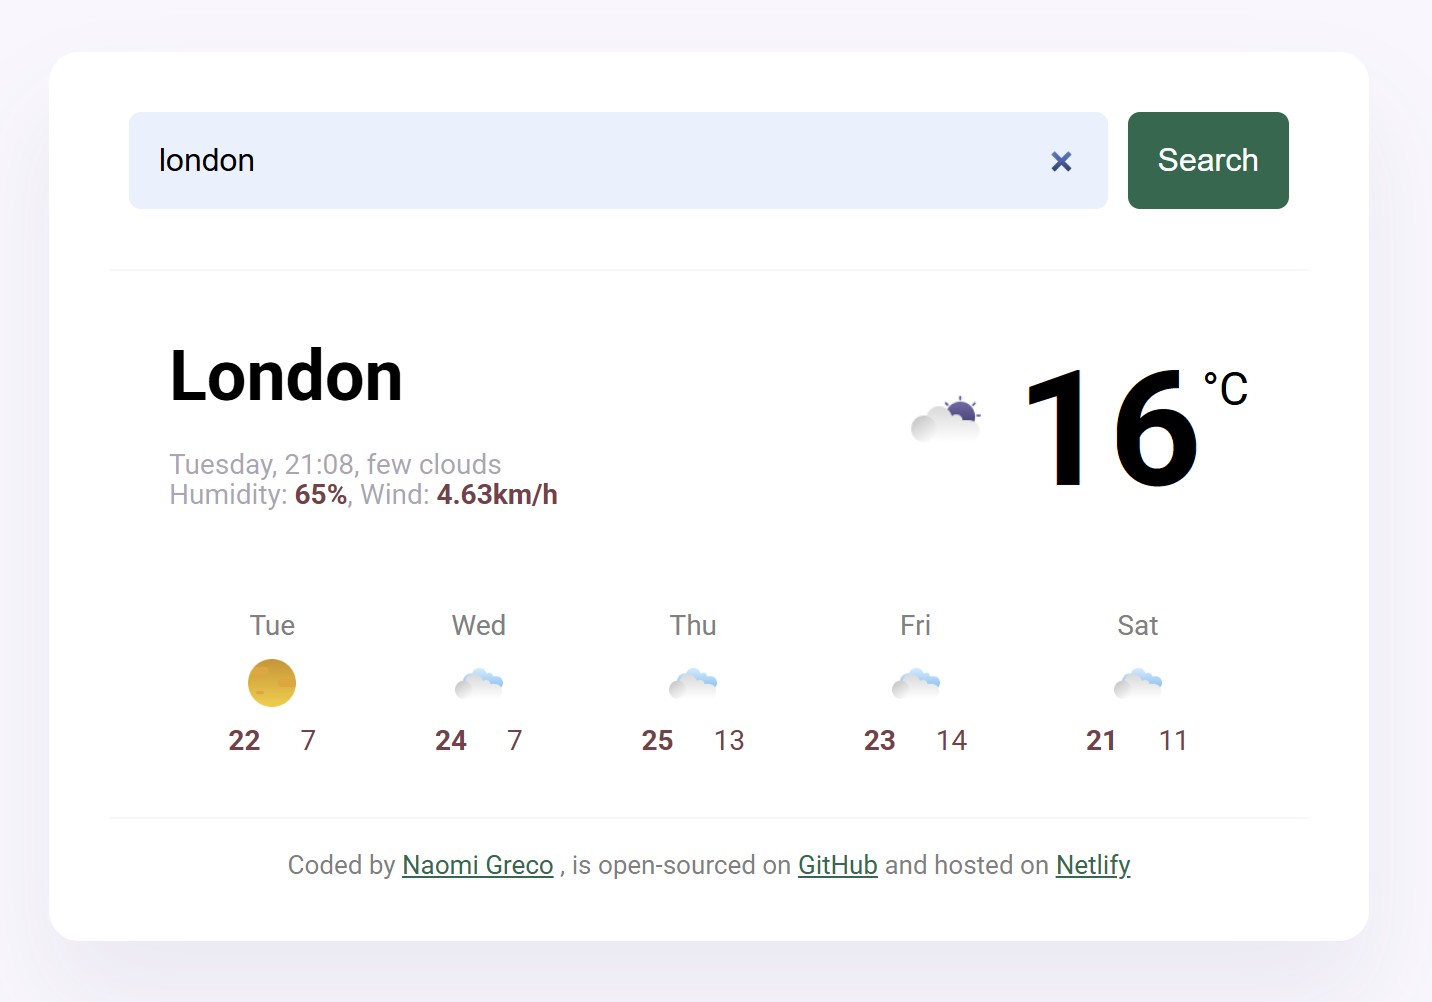 london
Search
London
16 °C
Tuesday, 21:08, few clouds
Humidity: 65%, Wind: 4.63km/h
Tue Wed Thu Fri Sat
22 7 24 7 25 13 23 14 21 11
Coded by Naomi Greco , is open-sourced on GitHub and hosted on Netlify